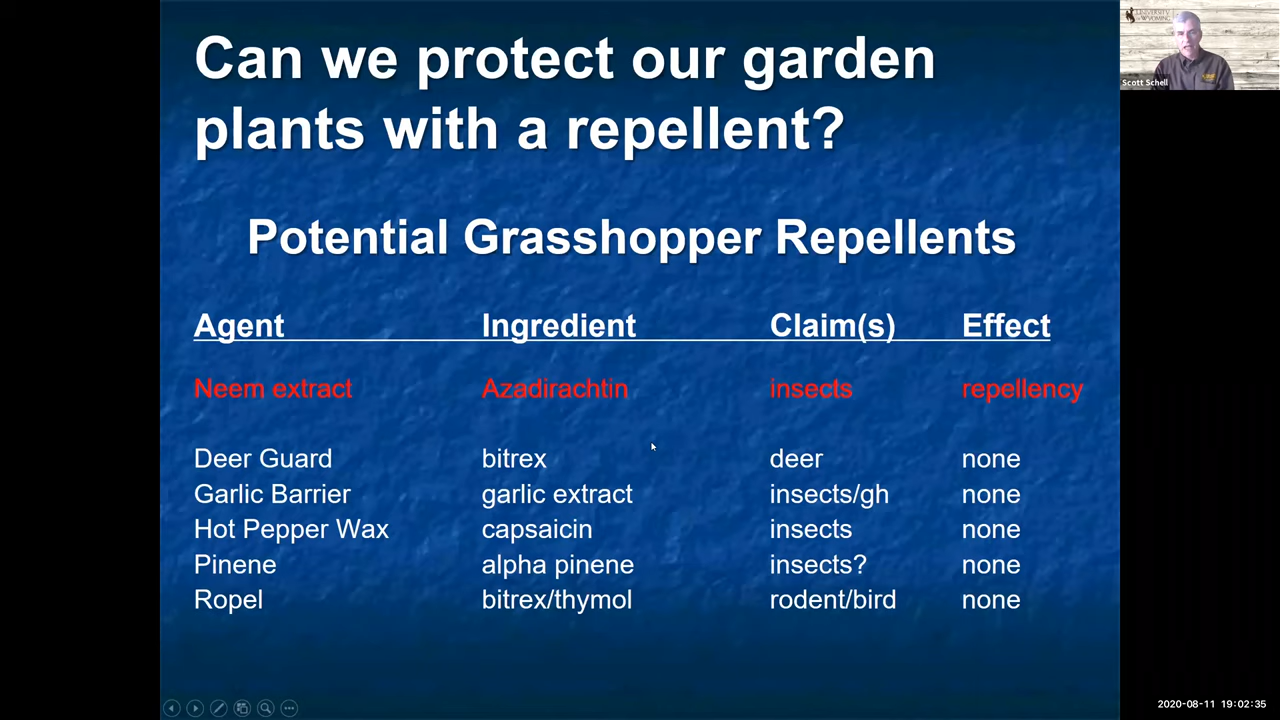 Can we protect our garden
plants with a repellent?
UNIVERSITY
OF WYOMING
Scott Schell
Potential Grasshopper Repellents
Agent Ingredient Claim(s) Effect
Neem extract Azadirachtin insects repellency
Deer Guard bitrex deer none
Garlic Barrier garlic extract insects/gh none
Hot Pepper Wax capsaicin insects none
Pinene alpha pinene insects? none
Ropel bitrex/thymol rodent/bird none
2020-08-11 19:02:35